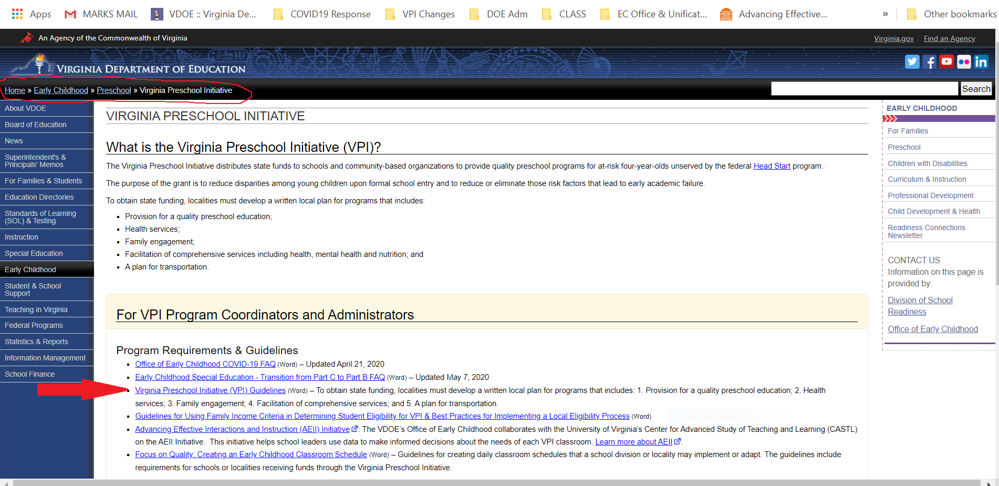 Apps MARKS MAIL VDOE :: Virginia De... COVID19 Response VPI Changes DOE Adm CLASS EC Office & Unificat... Advancing Effective... » Other bookmarks
An Agency of the Commonwealth of Virginia Virginia.gov Find an Agency
VIRGINIA DEPARTMENT OF EDUCATION
Home » Early Childhood » Preschool » Virginia Preschool Initiative Search
About VDOE
Board of Education
News
Superintendent's &
Principals' Memos
For Families & Students
Education Directories
Standards of Learning
(SOL) & Testing
Instruction
Special Education
Early Childhood
Student & School
Support
Teaching in Virginia
Federal Programs
Statistics & Reports
Information Management
School Finance
VIRGINIA PRESCHOOL INITIATIVE
What is the Virginia Preschool Initiative (VPI)?
The Virginia Preschool Initiative distributes state funds to schools and community-based organizations to provide quality preschool programs for at-risk four-year-olds unserved by the federal Head Start program.
The purpose of the grant is to reduce disparities among young children upon formal school entry and to reduce or eliminate those risk factors that lead to early academic failure.
To obtain state funding, localities must develop a written local plan for programs that includes:
▪ Provision for a quality preschool education;
▪ Health services;
▪ Family engagement;
▪ Facilitation of comprehensive services including health, mental health and nutrition; and
▪ A plan for transportation.
For VPI Program Coordinators and Administrators
Program Requirements & Guidelines
▪ Office of Early Childhood COVID-19 FAQ (Word) – Updated April 21, 2020
▪ Early Childhood Special Education - Transition from Part C to Part B FAQ (Word) – Updated May 7, 2020
▪ Virginia Preschool Initiative (VPI) Guidelines (Word) – To obtain state funding, localities must develop a written local plan for programs that includes: 1. Provision for a quality preschool education; 2. Health
services; 3. Family engagement; 4. Facilitation of comprehensive services; and 5. A plan for transportation.
▪ Guidelines for Using Family Income Criteria in Determining Student Eligibility for VPI & Best Practices for Implementing a Local Eligibility Process (Word)
Rectangular Snip
▪ Advancing Effective Interactions and Instruction (AEII) Initiative: The VDOE's Office of Early Childhood collaborates with the University of Virginia's Center for Advanced Study of Teaching and Learning (CASTL)
on the AEII Initiative. This initiative helps school leaders use data to make informed decisions about the needs of each VPI classroom. Learn more about AEII.
▪ Focus on Quality: Creating an Early Childhood Classroom Schedule (Word) – Guidelines for creating daily classroom schedules that a school division or locality may implement or adapt. The guidelines include
requirements for schools or localities receiving funds through the Virginia Preschool Initiative.
EARLY CHILDHOOD
For Families
Preschool
Children with Disabilities
Curriculum & Instruction
Professional Development
Child Development & Health
Readiness Connections
Newsletter
CONTACT US
Information on this page is
provided by:
Division of School
Readiness
Office of Early Childhood